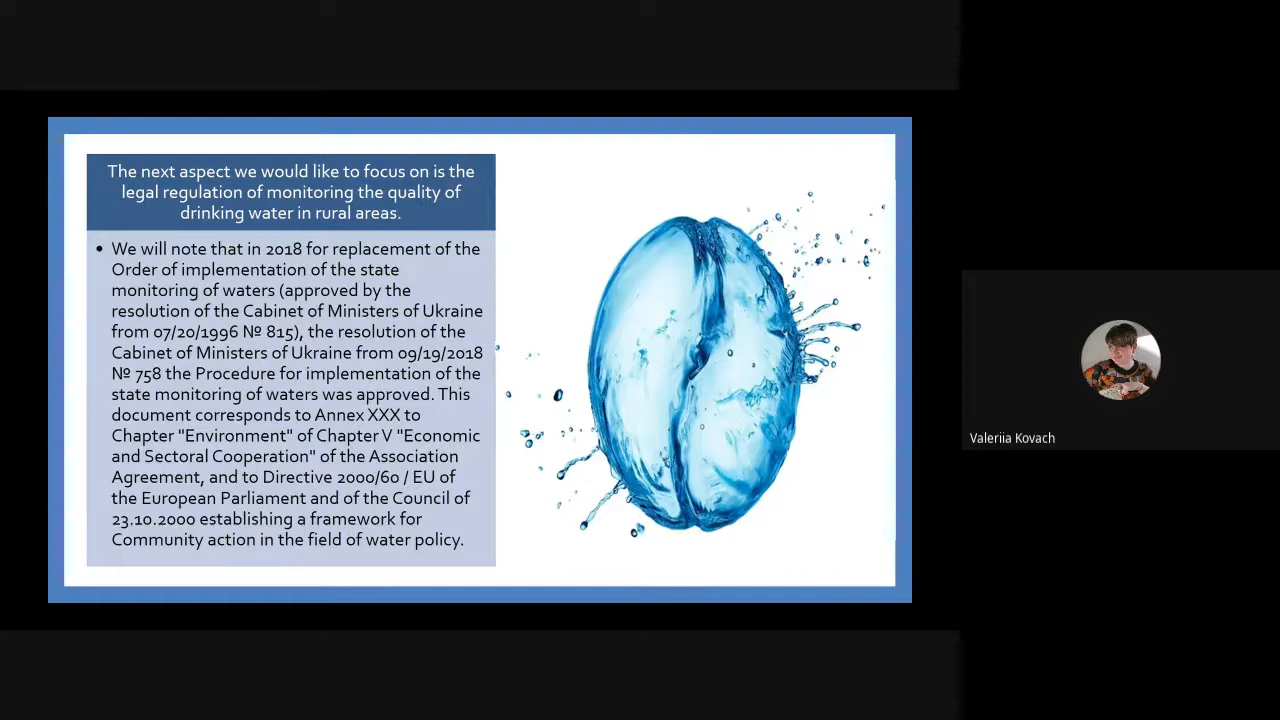 The next aspect we would like to focus on is the
legal regulation of monitoring the quality of
drinking water in rural areas.
• We will note that in 2018 for replacement of the
Order of implementation of the state
monitoring of waters (approved by the
resolution of the Cabinet of Ministers of Ukraine
from 07/20/1996 № 815), the resolution of the
Cabinet of Ministers of Ukraine from 09/19/2018
№ 758 the Procedure for implementation of the
state monitoring of waters was approved. This
document corresponds to Annex XXX to
Chapter "Environment" of Chapter V "Economic
and Sectoral Cooperation" of the Association
Agreement, and to Directive 2000/60 / EU of
the European Parliament and of the Council of
23.10.2000 establishing a framework for
Community action in the field of water policy.
Valeriia Kovach